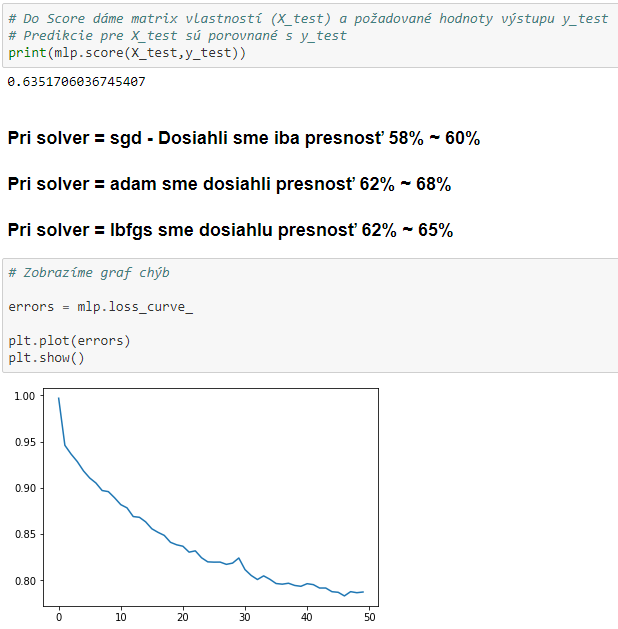 # Do Score dáme matrix vlastností (X_test) a požadované hodnoty výstupu y_test
# Predikcie pre X_test sú porovnané s y_test
print(mlp.score(X_test,y_test))
0.6351706036745407
Pri solver = sgd - Dosiahli sme iba presnosť 58% ~ 60%
Pri solver = adam sme dosiahli presnosť 62% ~ 68%
Pri solver = lbfgs sme dosiahlu presnosť 62% ~ 65%
# Zobrazíme graf chýb
errors = mlp.loss_curve_
plt.plot(errors)
plt.show()
1.00
0.95
0.90
0.85
0.80
0 10 20 30 40 50